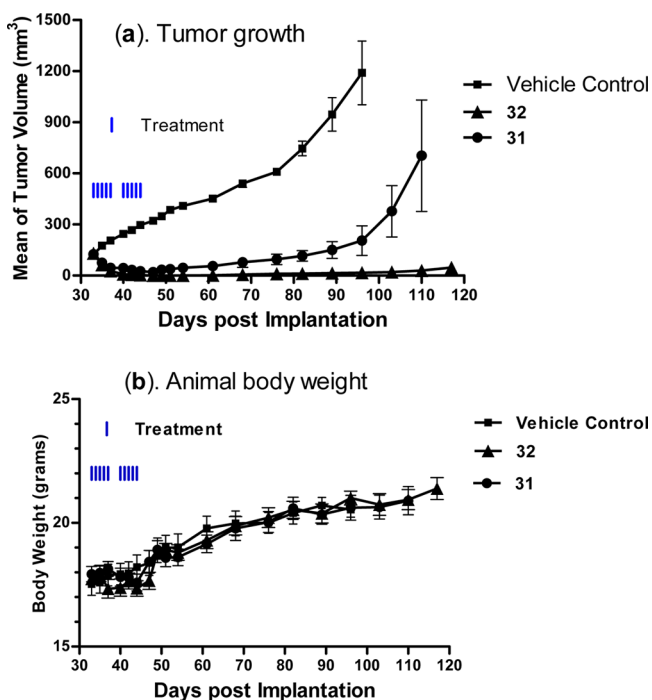 (a). Tumor growth
Mean of Tumor Volume (mm³)
1500
1200
900
600
300
0
Treatment
Vehicle Control
32
31
30 40 50 60 70 80 90 100 110 120
Days post Implantation
(b). Animal body weight
Body Weight (grams)
25
20
15
Treatment
Vehicle Control
32
31
30 40 50 60 70 80 90 100 110 120
Days post Implantation